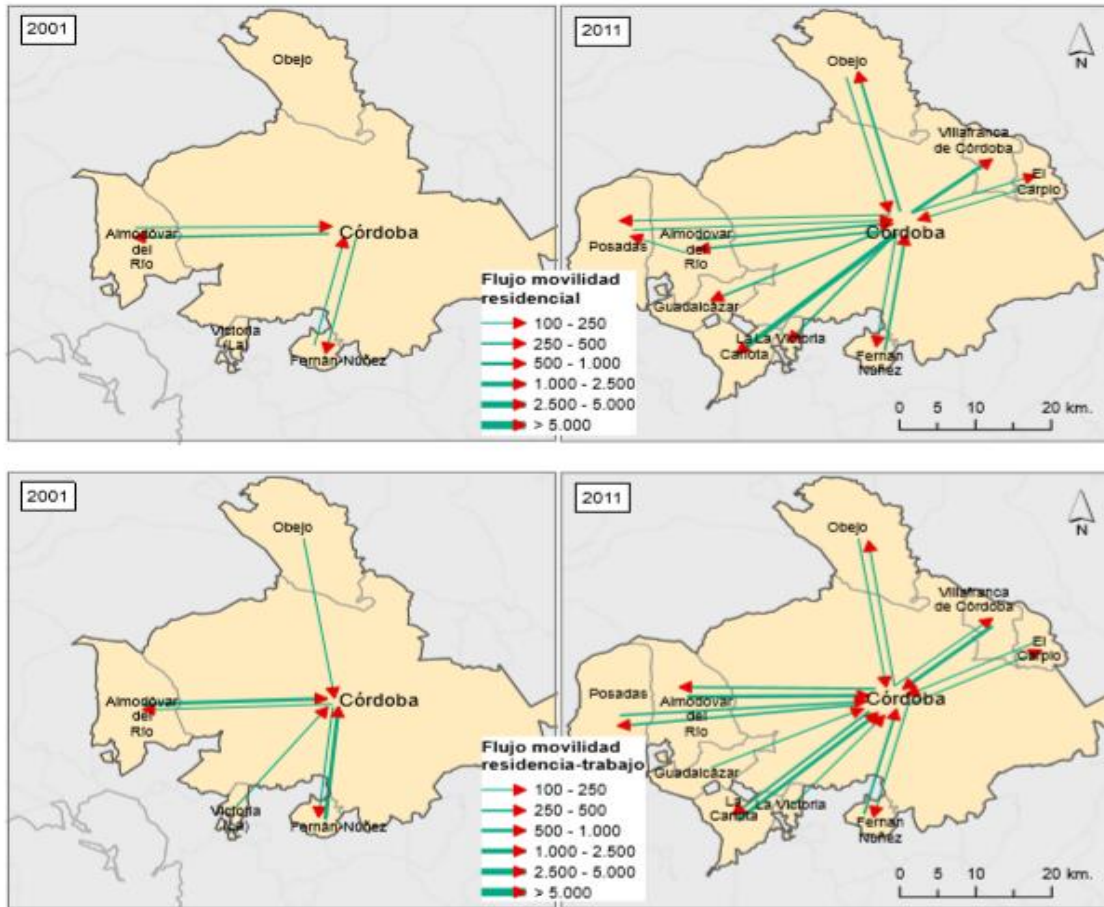 2001
Obejo
Almodóvar
del
Río
Córdoba
Victoria
(La)
Fernán-Núñez
2011
N
Obejo
Villafranca
de Córdoba
El
Carpio
Posadas
Almodóvar
del
Río
Córdoba
Guadalcázar
La
Carlota
La Victoria
Fernán
Núñez
Flujo movilidad
residencial
100 - 250
250 - 500
500 - 1.000
1.000 - 2.500
2.500 - 5.000
> 5.000
0 5 10 20 km.
2001
Obejo
Almodóvar
del
Río
Córdoba
Victoria
(La)
Fernán-Núñez
2011
N
Obejo
Villafranca
de Córdoba
El
Carpio
Posadas
Almodóvar
del
Río
Córdoba
Guadalcázar
La
Carlota
La Victoria
Fernán
Núñez
Flujo movilidad
residencia-trabajo
100 - 250
250 - 500
500 - 1.000
1.000 - 2.500
2.500 - 5.000
> 5.000
0 5 10 20 km.